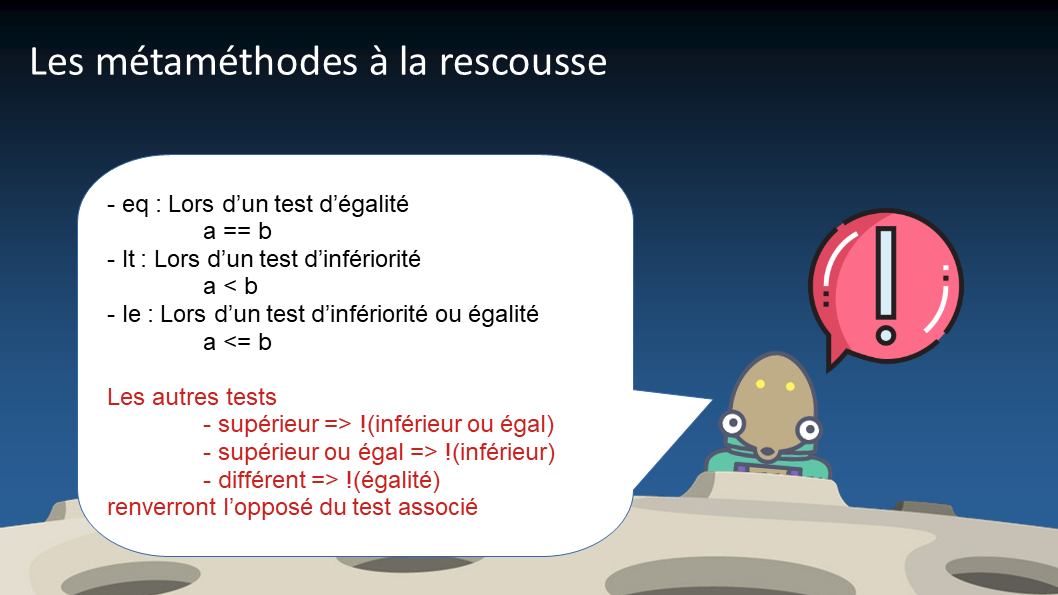 Les métaméthodes à la rescousse
- eq : Lors d’un test d’égalité
a == b
- lt : Lors d’un test d’infériorité
a < b
- le : Lors d’un test d’infériorité ou égalité
a <= b
Les autres tests
- supérieur => !(inférieur ou égal)
- supérieur ou égal => !(inférieur)
- différent => !(égalité)
renverront l’opposé du test associé